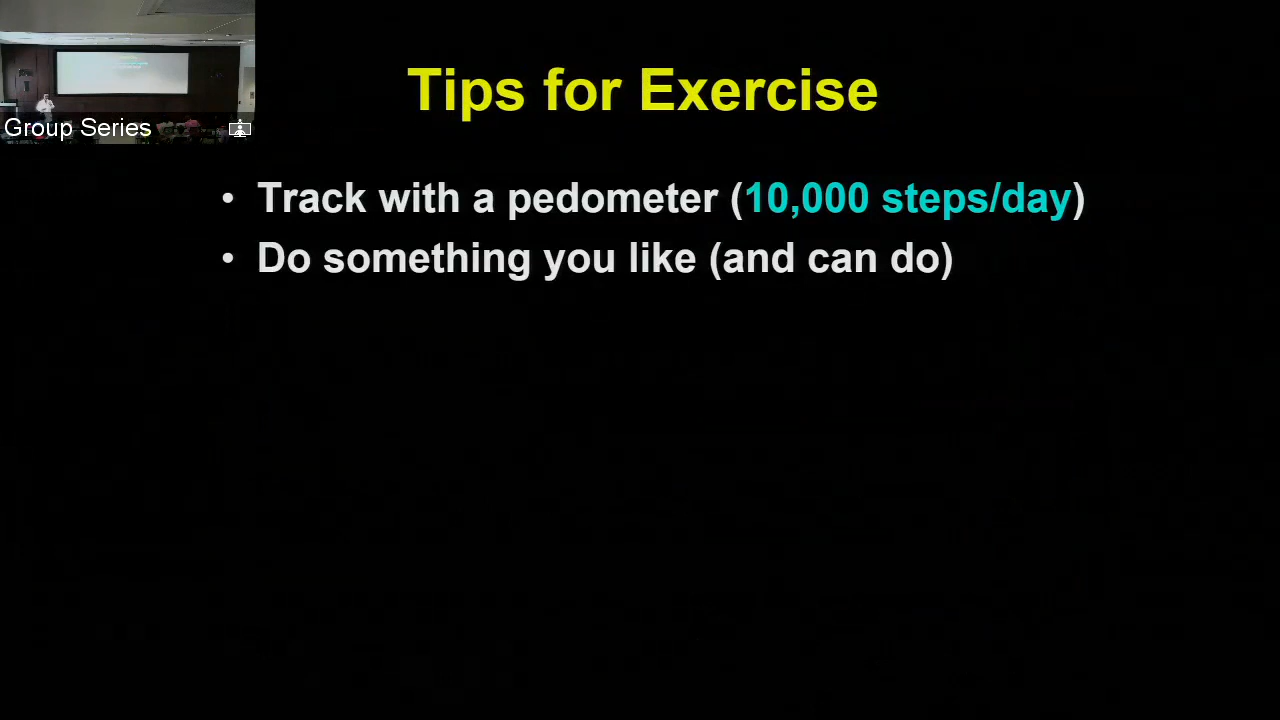 Tips for Exercise
Group Series
• Track with a pedometer (10,000 steps/day)
• Do something you like (and can do)